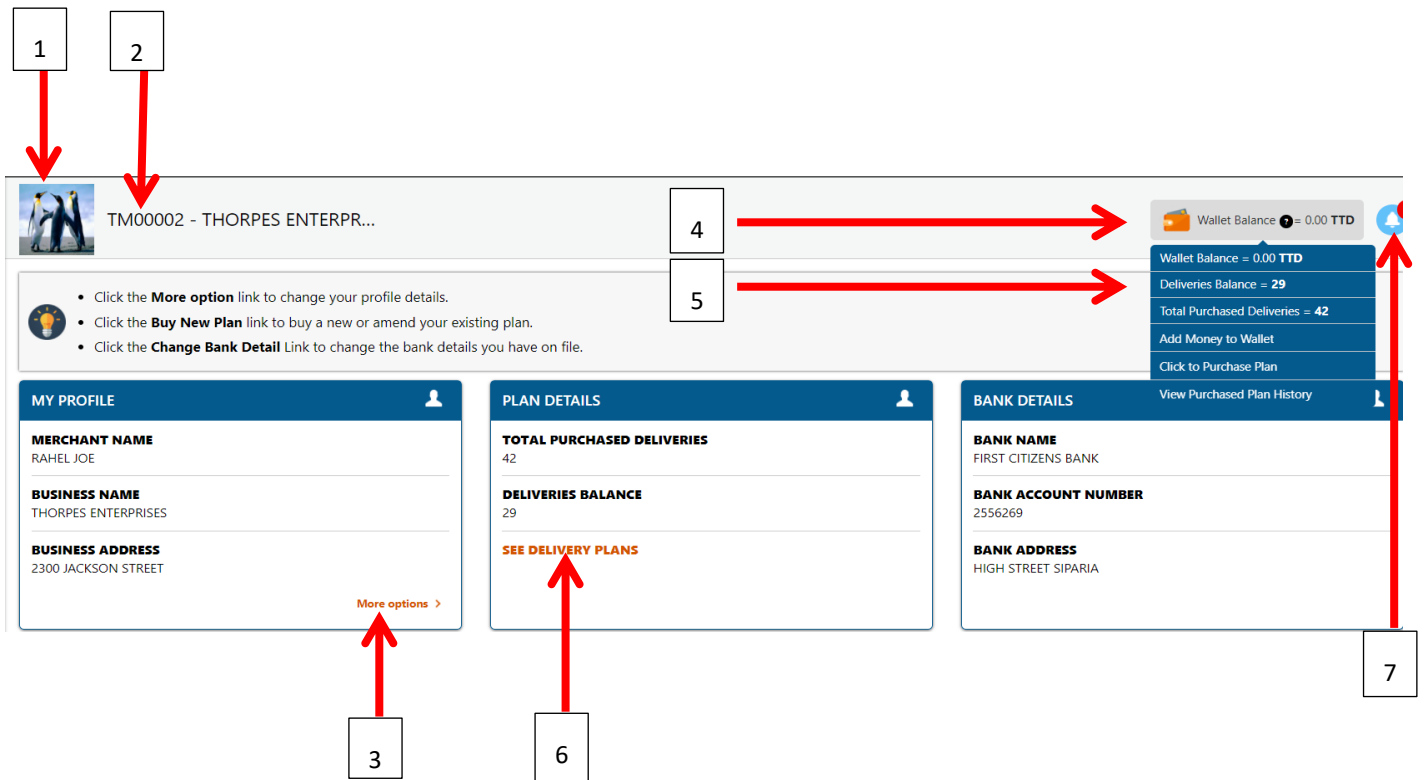 1
2
TM00002 - THORPES ENTERPR...
4
Wallet Balance ?= 0.00 TTD
5
Wallet Balance = 0.00 TTD
Deliveries Balance = 29
Total Purchased Deliveries = 42
Add Money to Wallet
Click to Purchase Plan
View Purchased Plan History
• Click the More option link to change your profile details.
• Click the Buy New Plan link to buy a new or amend your existing plan.
• Click the Change Bank Detail Link to change the bank details you have on file.
MY PROFILE
MERCHANT NAME
RAHEL JOE
BUSINESS NAME
THORPES ENTERPRISES
BUSINESS ADDRESS
2300 JACKSON STREET
More options >
PLAN DETAILS
TOTAL PURCHASED DELIVERIES
42
DELIVERIES BALANCE
29
SEE DELIVERY PLANS
BANK DETAILS
BANK NAME
FIRST CITIZENS BANK
BANK ACCOUNT NUMBER
2556269
BANK ADDRESS
HIGH STREET SIPARIA
7
3
6